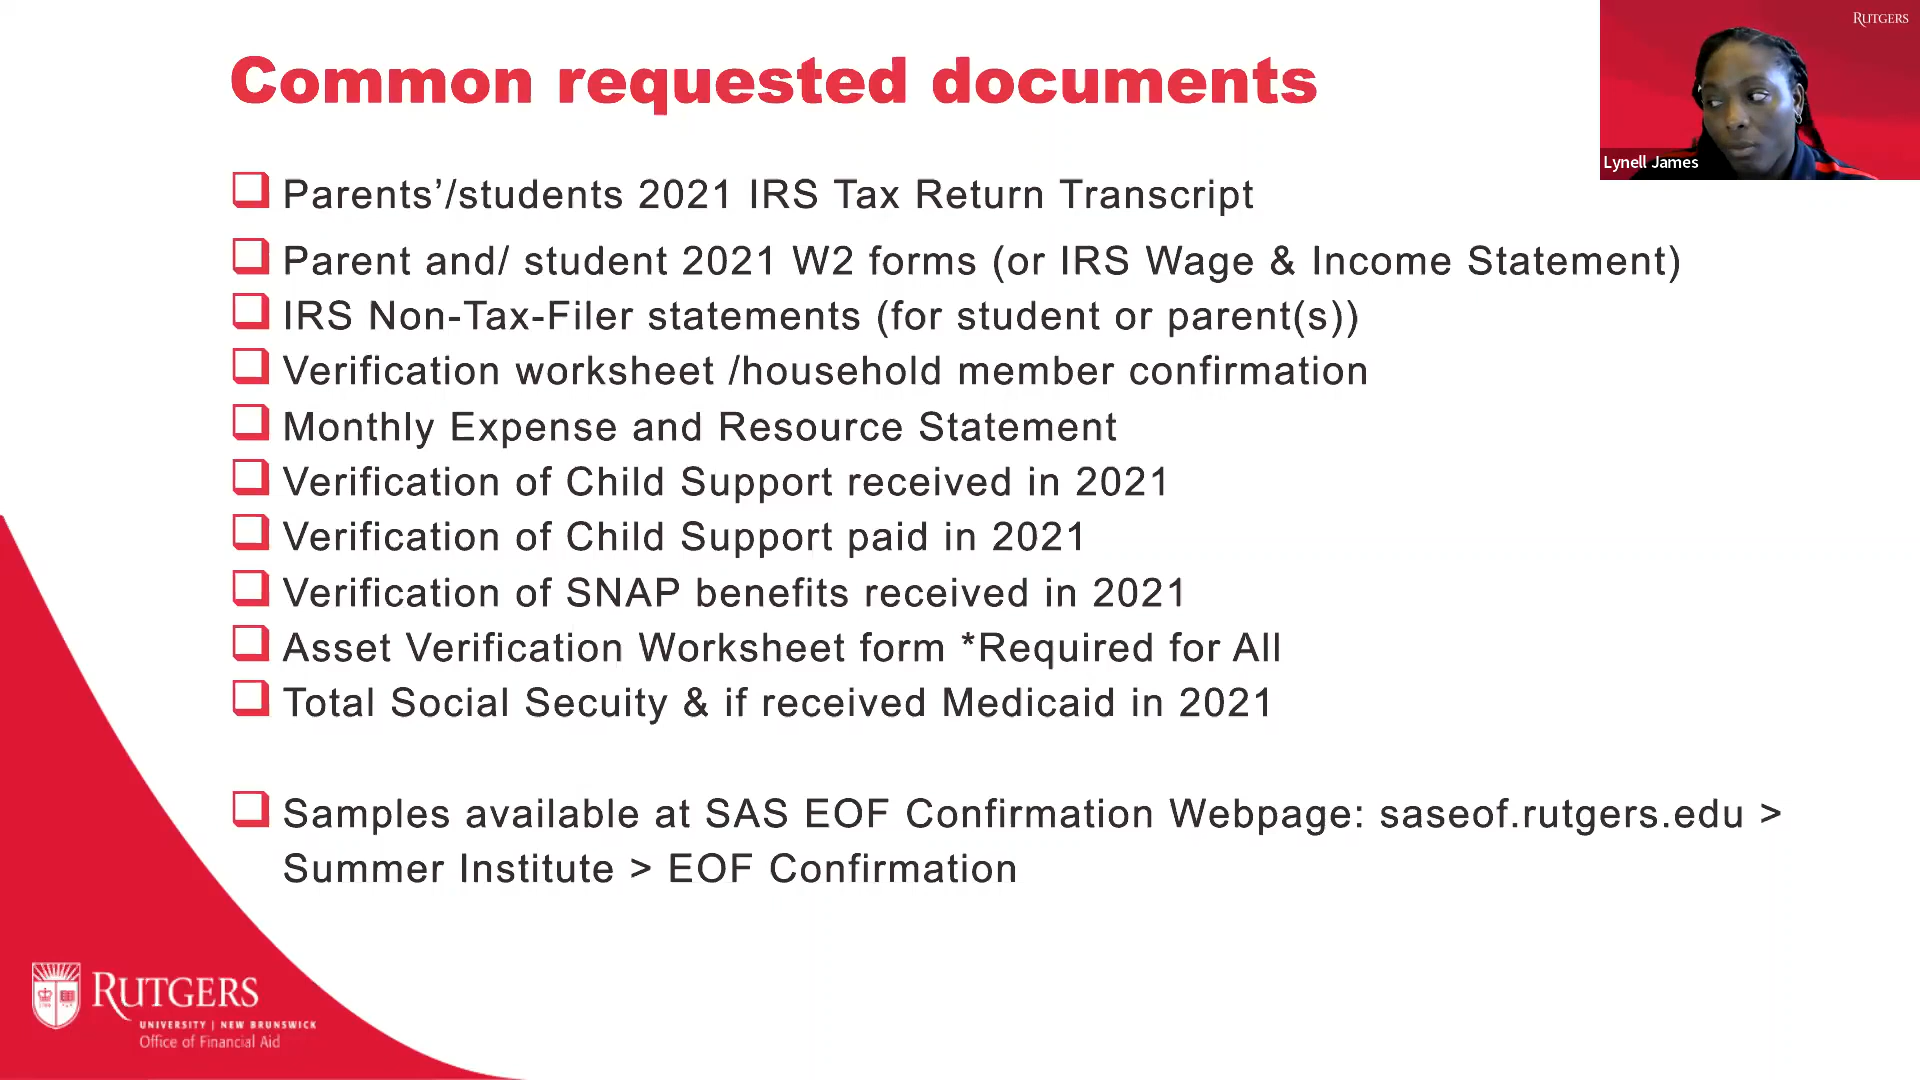 RUTGERS
Common requested documents
Lynell James
Parents’/students 2021 IRS Tax Return Transcript
Parent and/ student 2021 W2 forms (or IRS Wage & Income Statement)
IRS Non-Tax-Filer statements (for student or parent(s))
Verification worksheet /household member confirmation
Monthly Expense and Resource Statement
Verification of Child Support received in 2021
Verification of Child Support paid in 2021
Verification of SNAP benefits received in 2021
Asset Verification Worksheet form *Required for All
Total Social Secuity & if received Medicaid in 2021
Samples available at SAS EOF Confirmation Webpage: saseof.rutgers.edu >
Summer Institute > EOF Confirmation
RUTGERS
UNIVERSITY | NEW BRUNSWICK
Office of Financial Aid